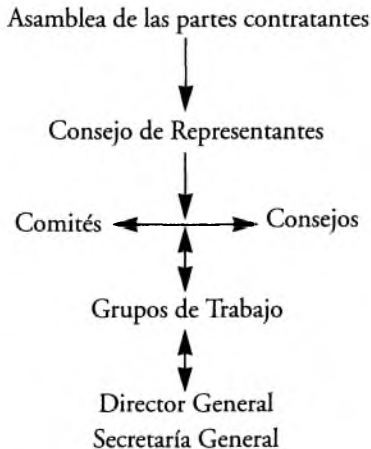 Asamblea de las partes contratantes
Consejo de Representantes
Comités
Consejos
Grupos de Trabajo
Director General
Secretaría General